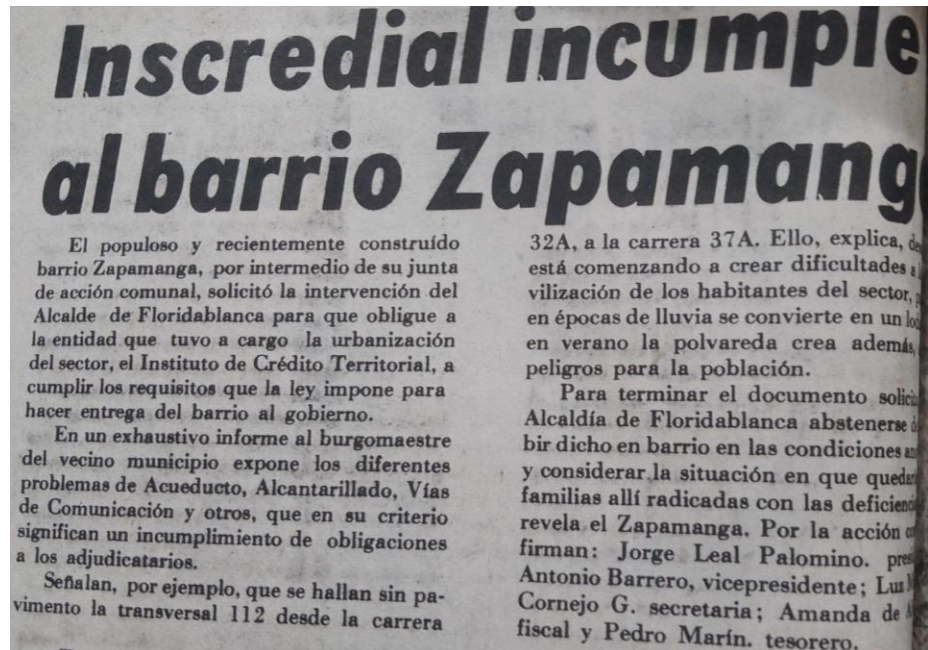 Inscredial incumple
al barrio Zapamanga
El populoso y recientemente construído
barrio Zapamanga, por intermedio de su junta
de acción comunal, solicitó la intervención del
Alcalde de Floridablanca para que obligue a
la entidad que tuvo a cargo la urbanización
del sector, el Instituto de Crédito Territorial, a
cumplir los requisitos que la ley impone para
hacer entrega del barrio al gobierno.
En un exhaustivo informe al burgomaestre
del vecino municipio expone los diferentes
problemas de Acueducto, Alcantarillado, Vías
de Comunicación y otros, que en su criterio
significan un incumplimiento de obligaciones
a los adjudicatarios.
Señalan, por ejemplo, que se hallan sin pa-
vimento la transversal 112 desde la carrera
32A, a la carrera 37A. Ello, explica,
está comenzando a crear dificultades
vilización de los habitantes del sector,
en épocas de lluvia se convierte en un
en verano la polvareda crea además,
peligros para la población.
Para terminar el documento
Alcaldía de Floridablanca abstenerse
bir dicho en barrio en las condiciones
y considerar la situación en que
familias allí radicadas con las
revela el Zapamanga. Por la acción
firman: Jorge Leal Palomino.
Antonio Barrero, vicepresidente; Luz
Cornejo G. secretaria; Amanda de
fiscal y Pedro Marín. tesorero.